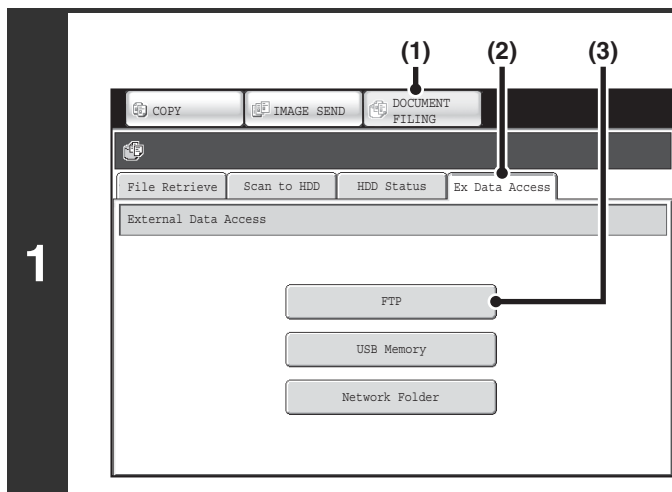 1
(1) (2) (3)
COPY IMAGE SEND DOCUMENT
FILING
File Retrieve Scan to HDD HDD Status Ex Data Access
External Data Access
FTP
USB Memory
Network Folder